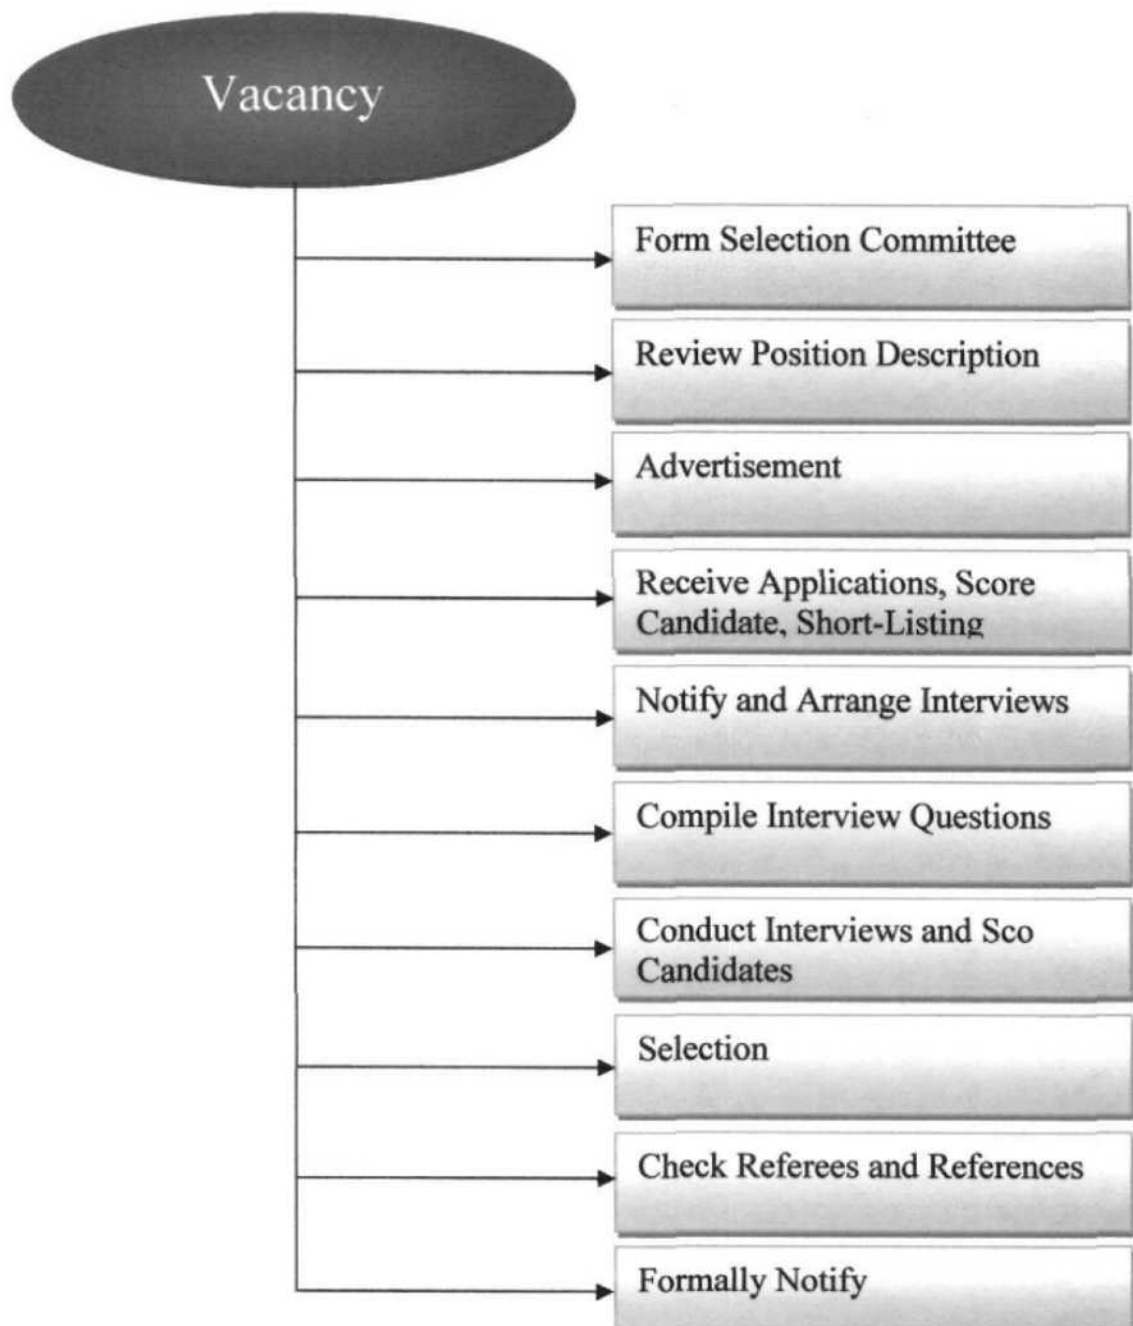 Vacancy
Form Selection Committee
Review Position Description
Advertisement
Receive Applications, Score
Candidate, Short-Listing
Notify and Arrange Interviews
Compile Interview Questions
Conduct Interviews and Sco
Candidates
Selection
Check Referees and References
Formally Notify